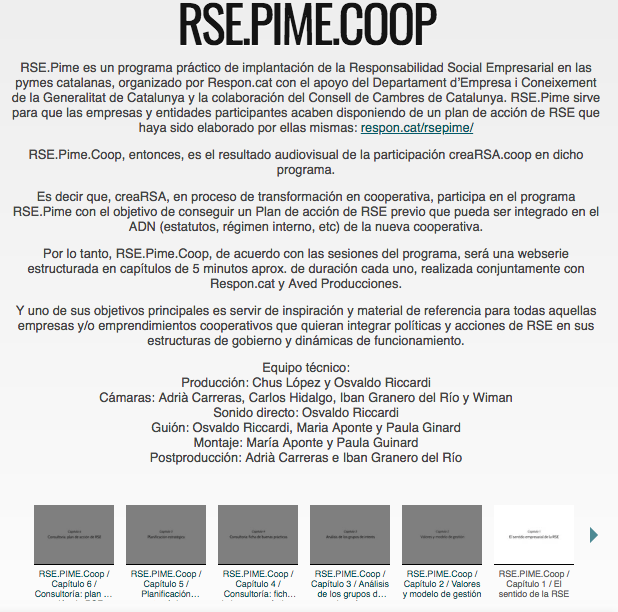 RSE.PIME.COOP
RSE.Pime es un programa práctico de implantación de la Responsabilidad Social Empresarial en las
pymes catalanas, organizado por Respon.cat con el apoyo del Departament d'Empresa i Coneixement
de la Generalitat de Catalunya y la colaboración del Consell de Cambres de Catalunya. RSE.Pime sirve
para que las empresas y entidades participantes acaben disponiendo de un plan de acción de RSE que
haya sido elaborado por ellas mismas: respon.cat/rsepime/
RSE.Pime.Coop, entonces, es el resultado audiovisual de la participación creaRSA.coop en dicho
programa.
Es decir que, creaRSA, en proceso de transformación en cooperativa, participa en el programa
RSE.Pime con el objetivo de conseguir un Plan de acción de RSE previo que pueda ser integrado en el
ADN (estatutos, régimen interno, etc) de la nueva cooperativa.
Por lo tanto, RSE.Pime.Coop, de acuerdo con las sesiones del programa, será una webserie
estructurada en capítulos de 5 minutos aprox. de duración cada uno, realizada conjuntamente con
Respon.cat y Aved Producciones.
Y uno de sus objetivos principales es servir de inspiración y material de referencia para todas aquellas
empresas y/o emprendimientos cooperativos que quieran integrar políticas y acciones de RSE en sus
estructuras de gobierno y dinámicas de funcionamiento.
Equipo técnico:
Producción: Chus López y Osvaldo Riccardi
Cámaras: Adrià Carreras, Carlos Hidalgo, Iban Granero del Río y Wiman
Sonido directo: Osvaldo Riccardi
Guión: Osvaldo Riccardi, Maria Aponte y Paula Ginard
Montaje: María Aponte y Paula Guinard
Postproducción: Adrià Carreras e Iban Granero del Río
RSE.PIME.Coop /
Capítulo 6 /
Consultoría: plan ...
RSE.PIME.Coop /
Capítulo 5 /
Planificación...
RSE.PIME.Coop /
Capítulo 4 /
Consultoría: fich...
RSE.PIME.Coop /
Capítulo 3 / Análisis
de los grupos d...
RSE.PIME.Coop /
Capítulo 2 / Valores
y modelo de gestión
RSE.PIME.Coop /
Capítulo 1 / El
sentido de la RSE